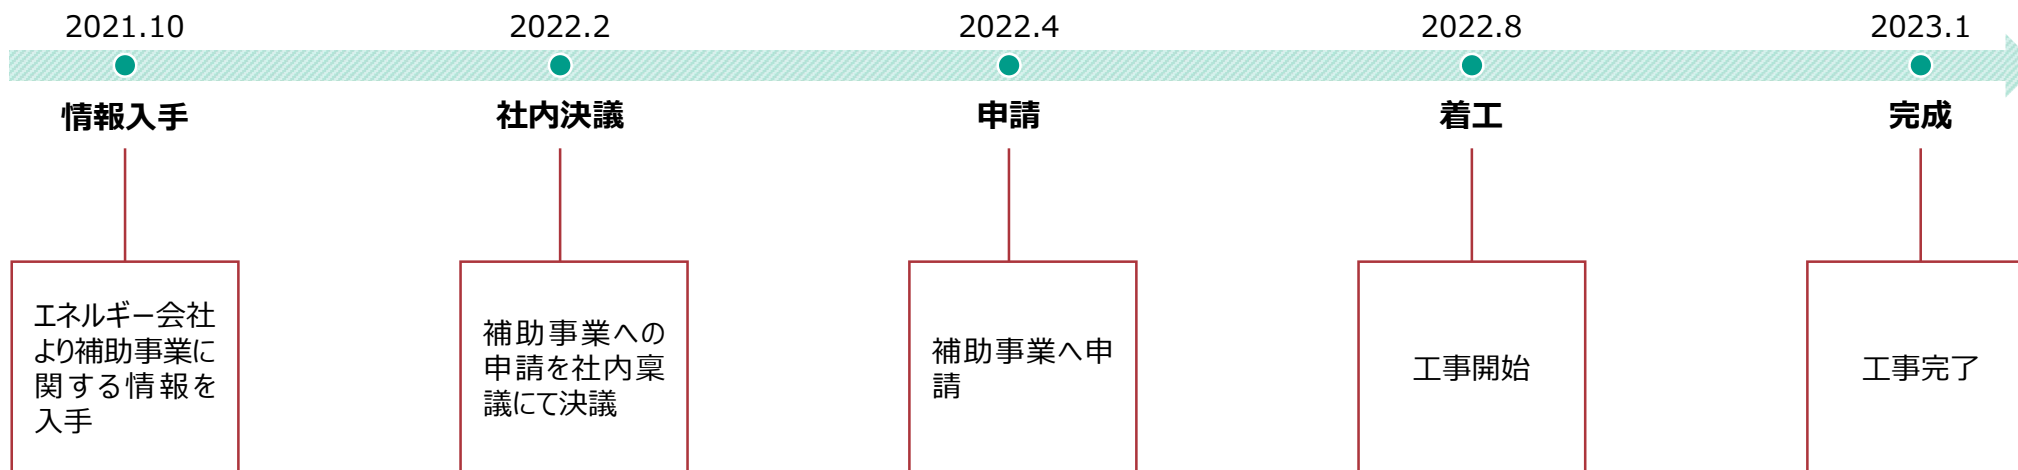 2021.10
2022.2
2022.4
2022.8
2023.1
情報入手
社内決議
申請
着工
完成
エネルギー会社
より補助事業に
関する情報を
入手
補助事業への
申請を社内稟
議にて決議
補助事業へ申
請
工事開始
工事完了